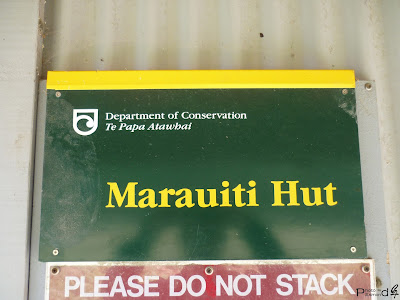 Department of Conservation
Te Papa Atawhai
Marauiti Hut
PLEASE DO NOT STACK